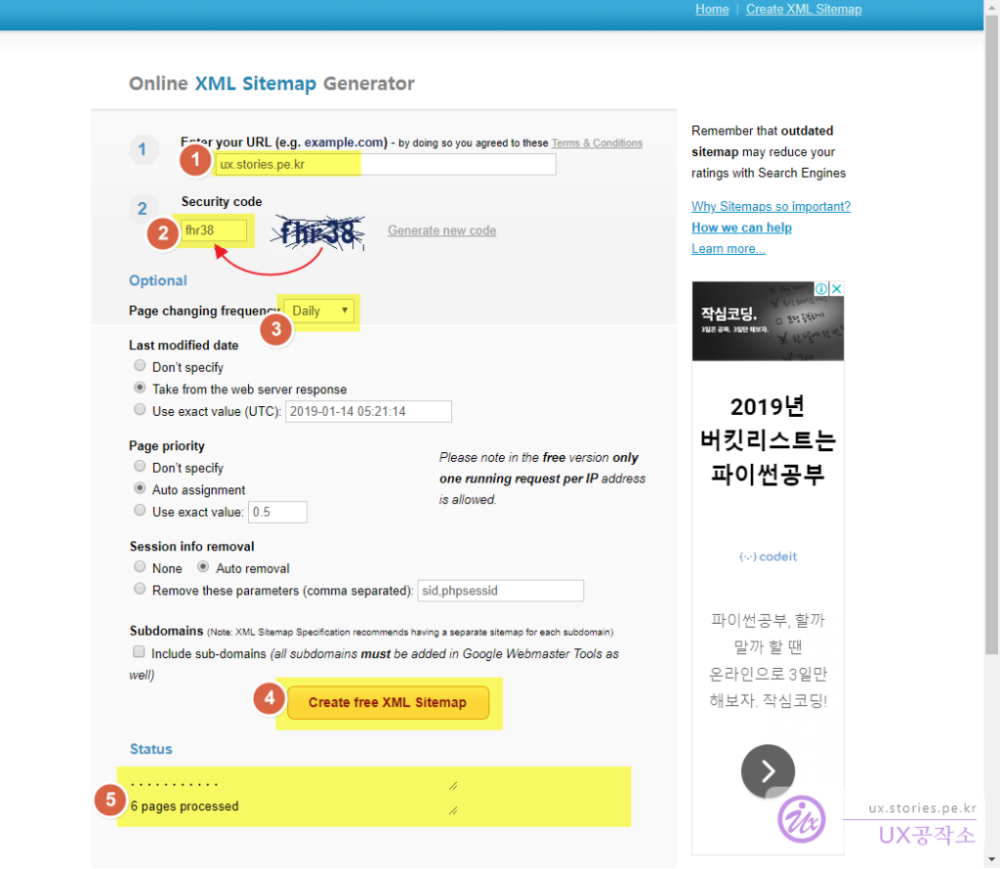 Home | Create XML Sitemap
Online XML Sitemap Generator
1 Enter your URL (e.g. example.com) - by doing so you agreed to these Terms & Conditions
1 ux.stories.pe.kr
2 Security code
2 fhr38 fhr38 Generate new code
Optional
Page changing frequency Daily
3
Last modified date
Don't specify
Take from the web server response
Use exact value (UTC): 2019-01-14 05:21:14
Page priority
Don't specify
Auto assignment
Use exact value: 0.5
Please note in the free version only
one running request per IP address
is allowed.
Session info removal
None Auto removal
Remove these parameters (comma separated): sid,phpsessid
Subdomains (Note: XML Sitemap Specification recommends having a separate sitemap for each subdomain)
Include sub-domains (all subdomains must be added in Google Webmaster Tools as
well)
4 Create free XML Sitemap
Status
. . . . . . . . . . .
5 6 pages processed
Remember that outdated
sitemap may reduce your
ratings with Search Engines
Why Sitemaps so important?
How we can help
Learn more...
작심코딩.
3일은 공짜. 3일만 해보자.
2019년
버킷리스트는
파이썬공부
codeit
파이썬공부, 할까
말까 할 땐
온라인으로 3일만
해보자. 작심코딩!
Ux
ux.stories.pe.kr
UX공작소